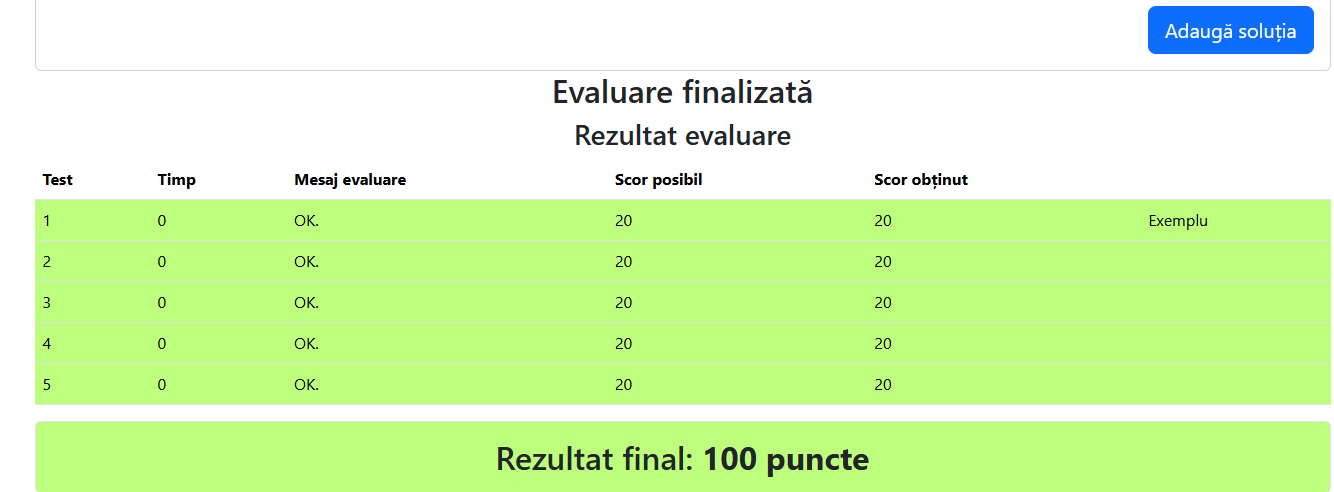 Adaugă soluția
Evaluare finalizată
Rezultat evaluare
Test Timp Mesaj evaluare Scor posibil Scor obținut
1 0 OK. 20 20 Exemplu
2 0 OK. 20 20
3 0 OK. 20 20
4 0 OK. 20 20
5 0 OK. 20 20
Rezultat final: 100 puncte